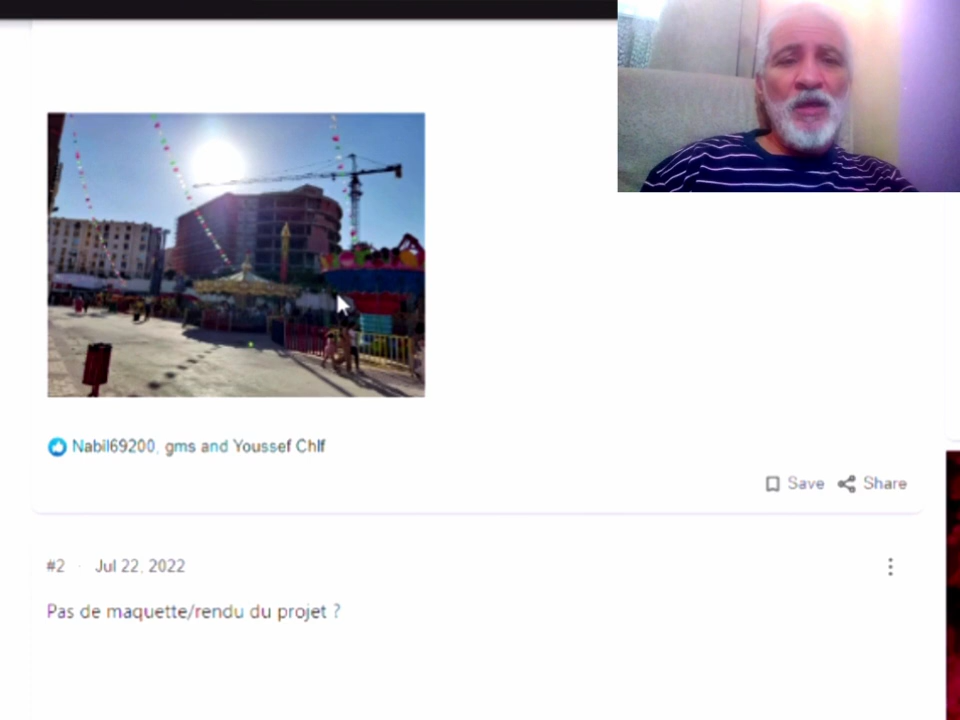 Nabil69200, gms and Youssef Chlf
Save Share
#2 · Jul 22, 2022
Pas de maquette/rendu du projet ?